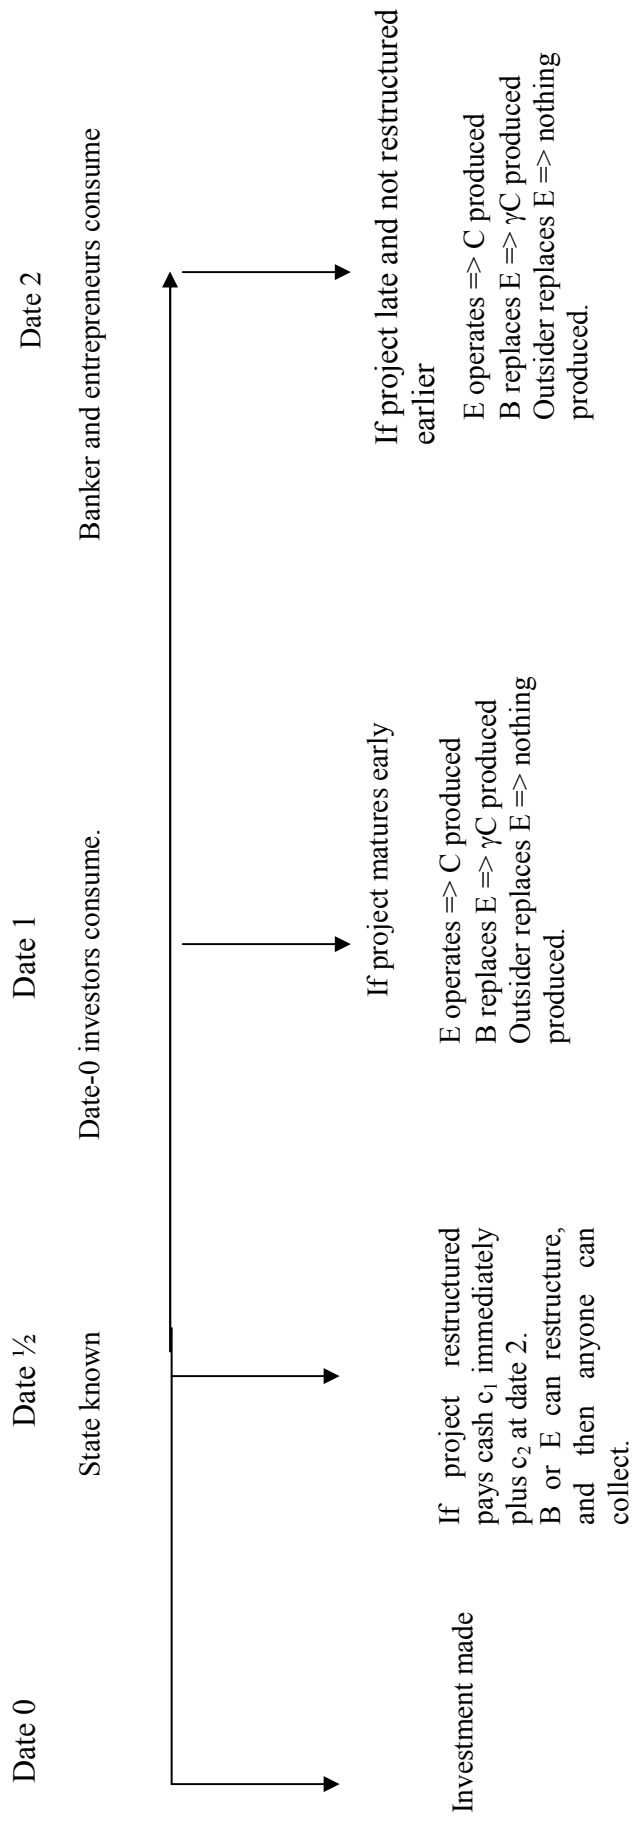 Date 0
Date ½
Date 1
Date 2
State known
Date-0 investors consume.
Banker and entrepreneurs consume
Investment made
If project restructured
pays cash c₁ immediately
plus c₂ at date 2.
B or E can restructure,
and then anyone can
collect.
If project matures early
E operates => C produced
B replaces E => γC produced
Outsider replaces E => nothing
produced.
If project late and not restructured
earlier
E operates => C produced
B replaces E => γC produced
Outsider replaces E => nothing
produced.